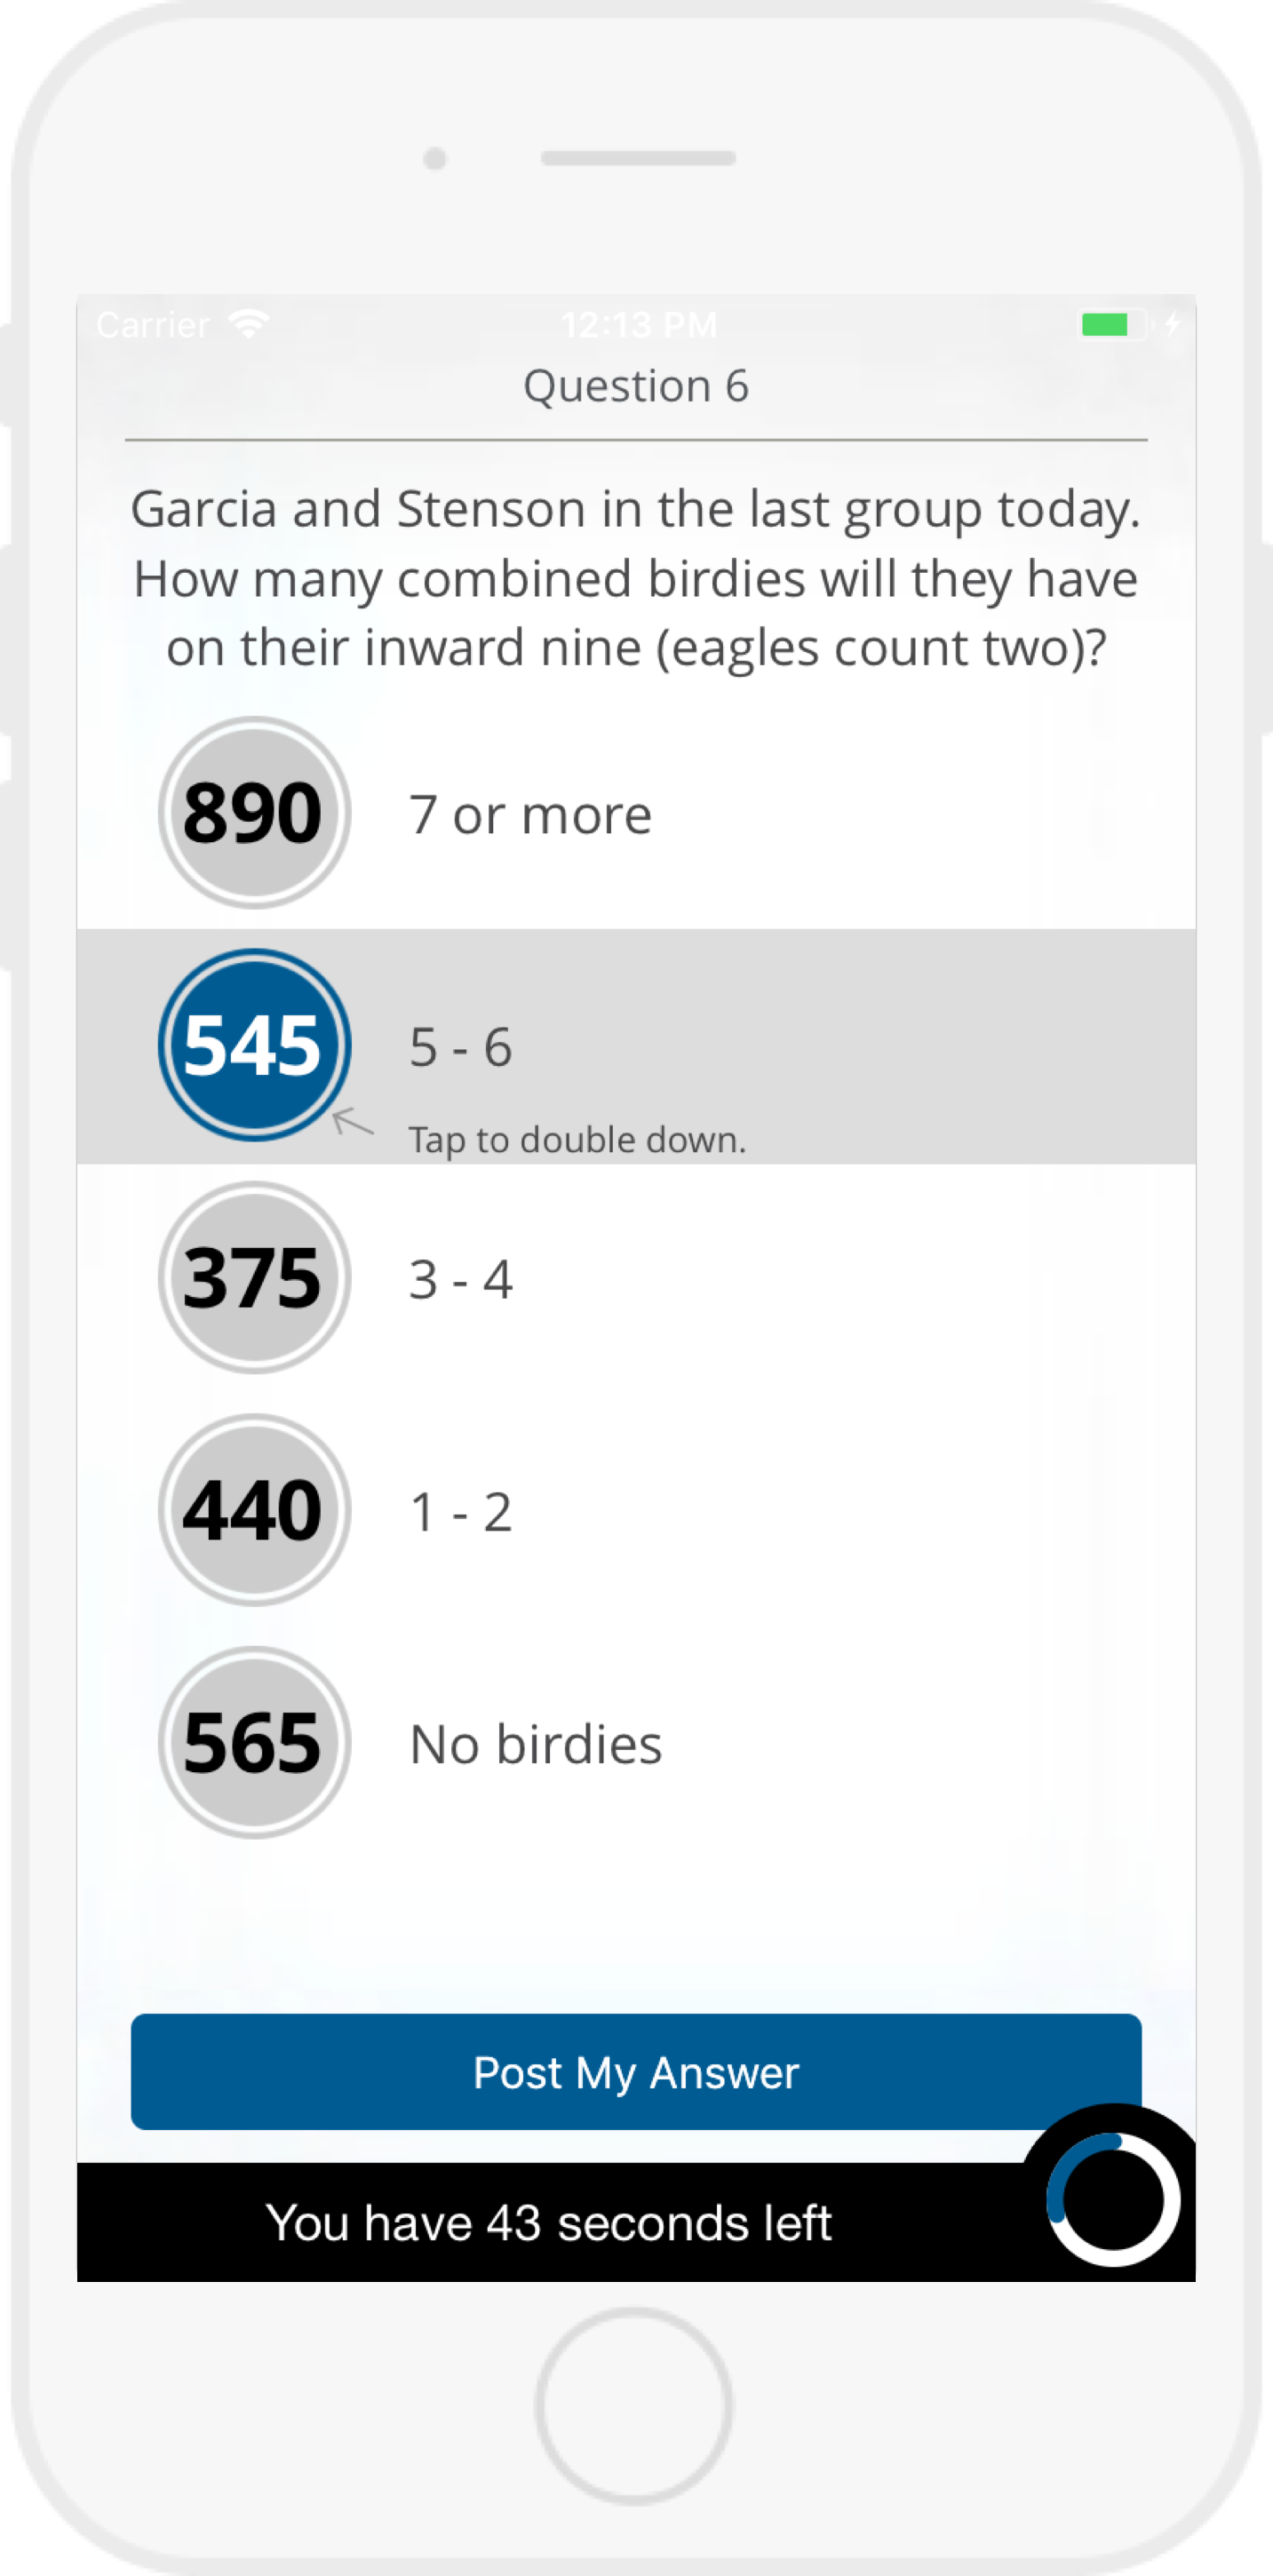 Carrier 12:13 PM
Question 6
Garcia and Stenson in the last group today.
How many combined birdies will they have
on their inward nine (eagles count two)?
890 7 or more
545 5 - 6
Tap to double down.
375 3 - 4
440 1 - 2
565 No birdies
Post My Answer
You have 43 seconds left